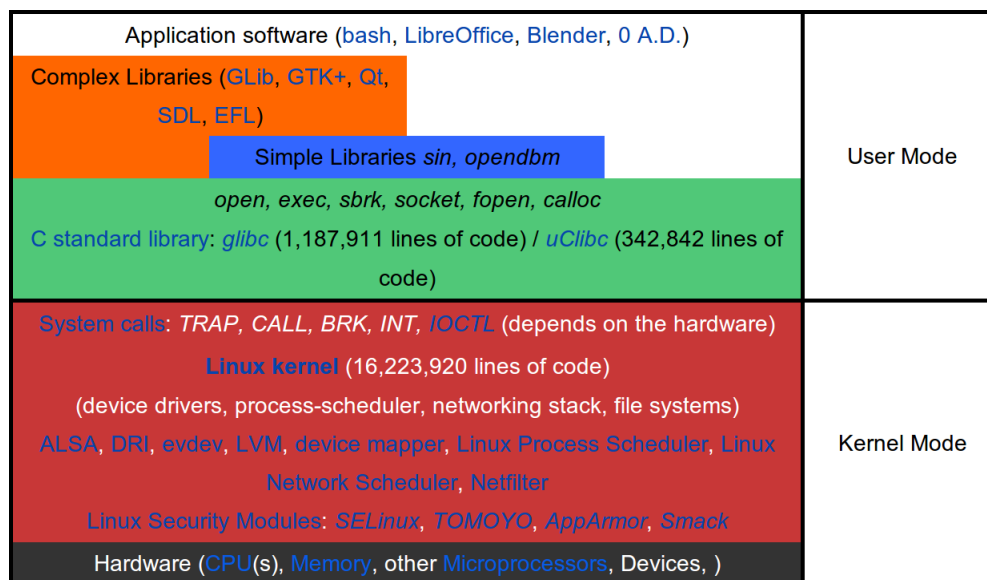 Application software (bash, LibreOffice, Blender, 0 A.D.)
Complex Libraries (GLib, GTK+, Qt,
SDL, EFL)
Simple Libraries sin, opendbm
open, exec, sbrk, socket, fopen, calloc
C standard library: glibc (1,187,911 lines of code) / uClibc (342,842 lines of
code)
User Mode
System calls: TRAP, CALL, BRK, INT, IOCTL (depends on the hardware)
Linux kernel (16,223,920 lines of code)
(device drivers, process-scheduler, networking stack, file systems)
ALSA, DRI, evdev, LVM, device mapper, Linux Process Scheduler, Linux
Network Scheduler, Netfilter
Linux Security Modules: SELinux, TOMOYO, AppArmor, Smack
Hardware (CPU(s), Memory, other Microprocessors, Devices, )
Kernel Mode